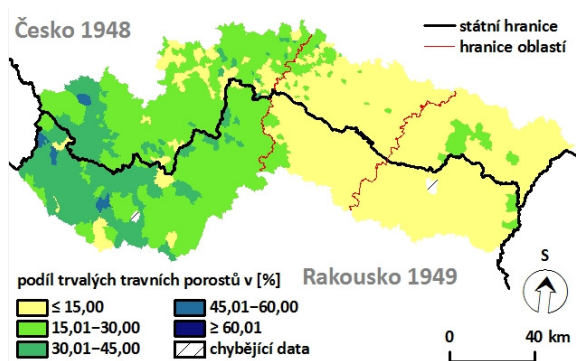 Česko 1948
státní hranice
hranice oblastí
Rakousko 1949
podíl trvalých travních porostů v [%]
≤ 15,00
45,01–60,00
15,01–30,00
≥ 60,01
30,01–45,00
chybějící data
S
0 40 km